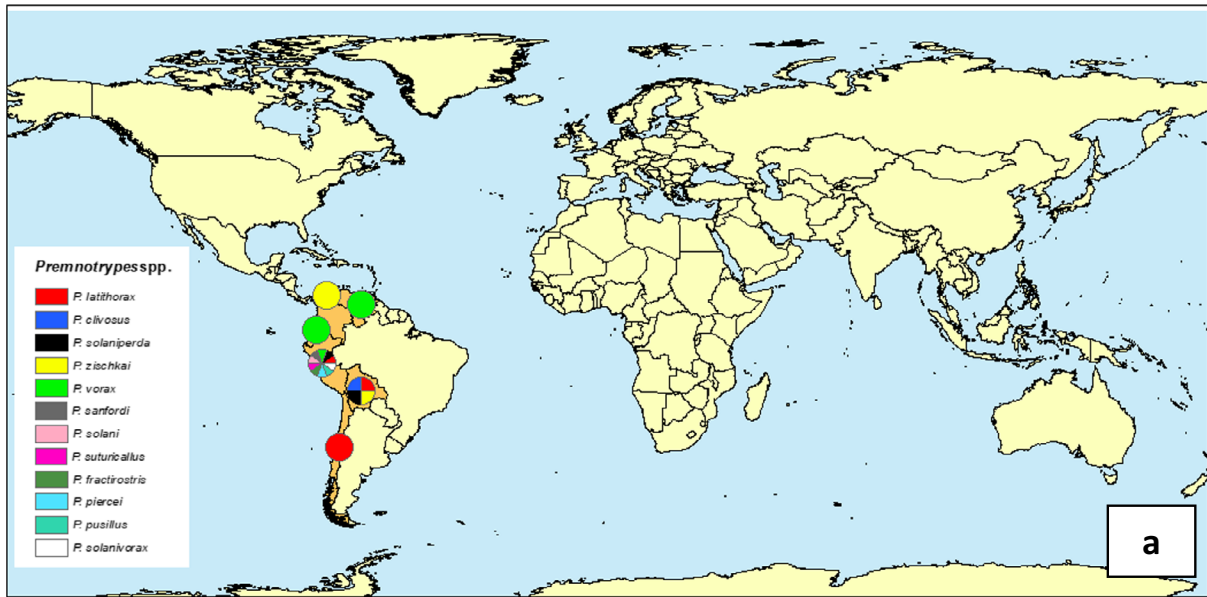 Premnotrypesspp.
P. latithorax
P. clivosus
P. solaniperda
P. zischkai
P. vorax
P. sanfordi
P. solani
P. suturicallus
P. fractirostris
P. piercei
P. pusillus
P. solanivorax
a